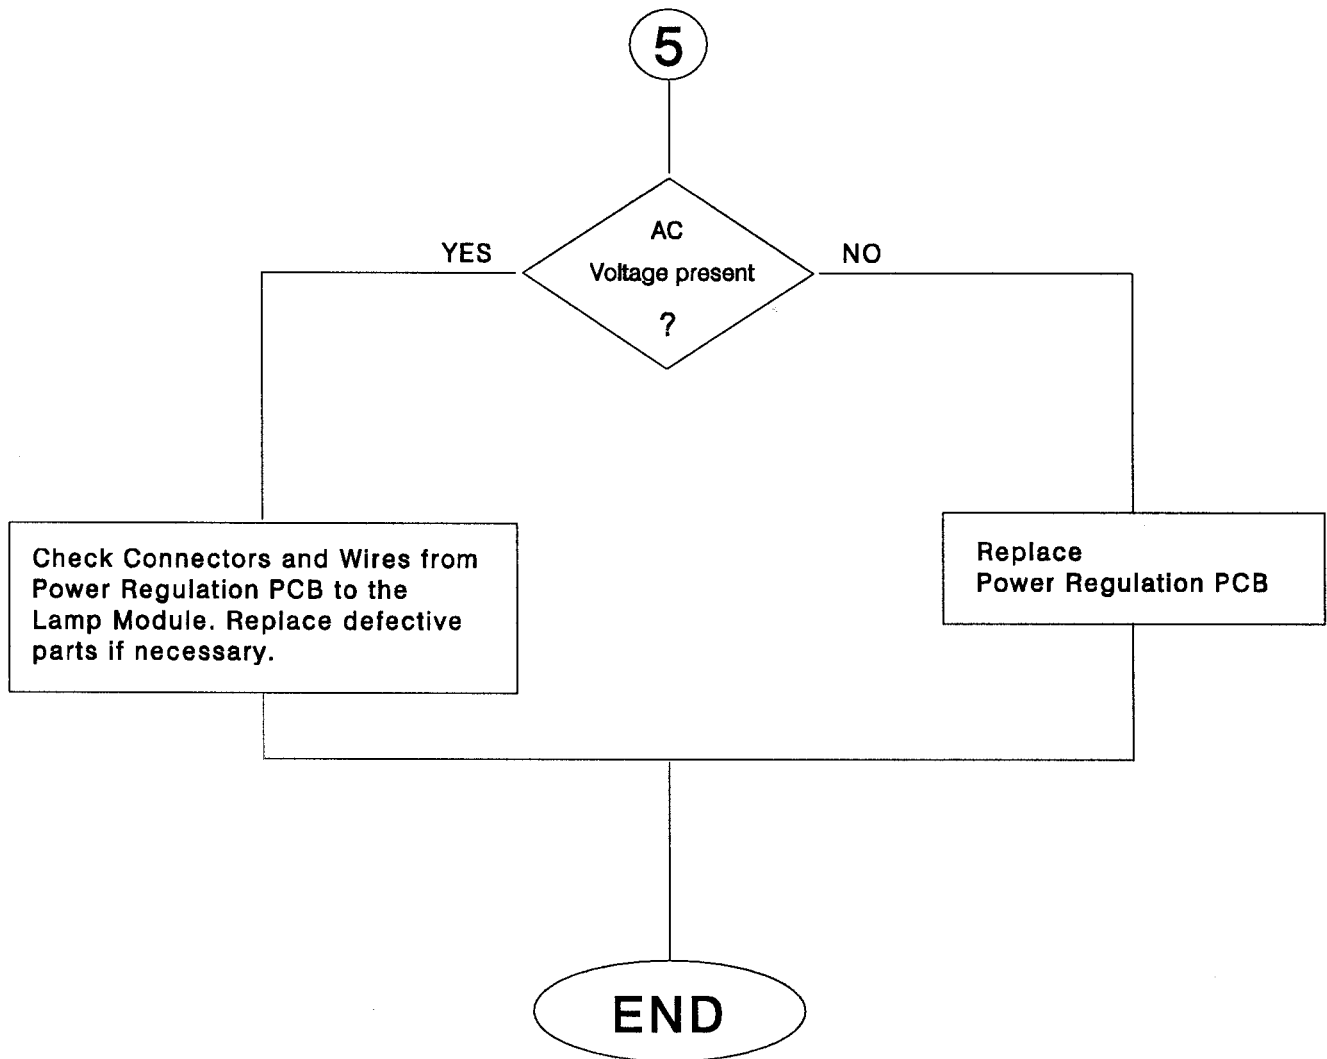 5
AC
Voltage present
?
YES
NO
Check Connectors and Wires from
Power Regulation PCB to the
Lamp Module. Replace defective
parts if necessary.
Replace
Power Regulation PCB
END